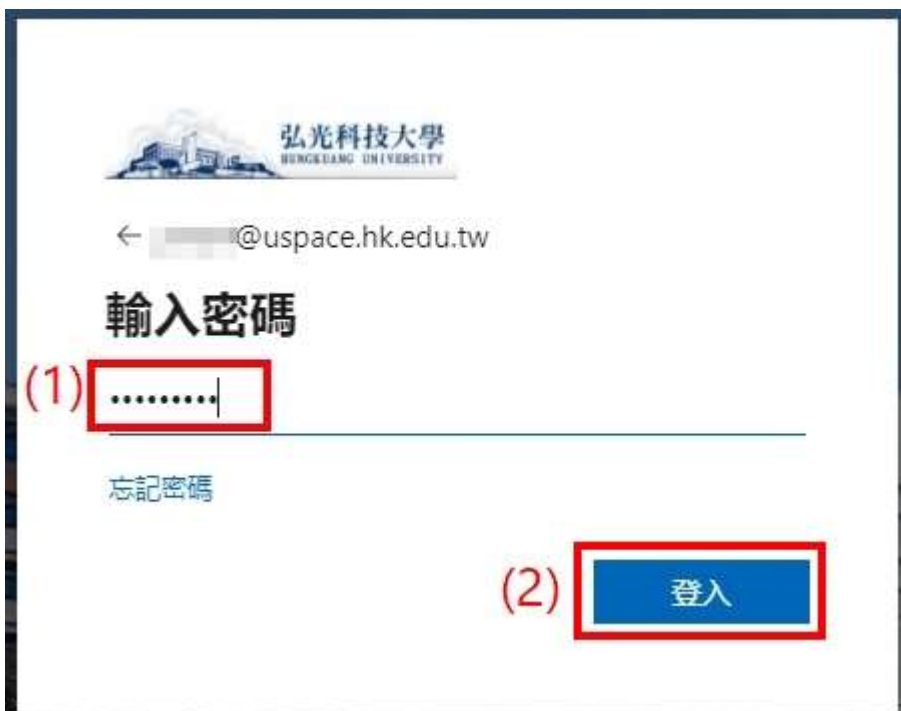 弘光科技大學
HUNGKUANG UNIVERSITY
← @uspace.hk.edu.tw
輸入密碼
(1) •••••••••
忘記密碼
(2) 登入